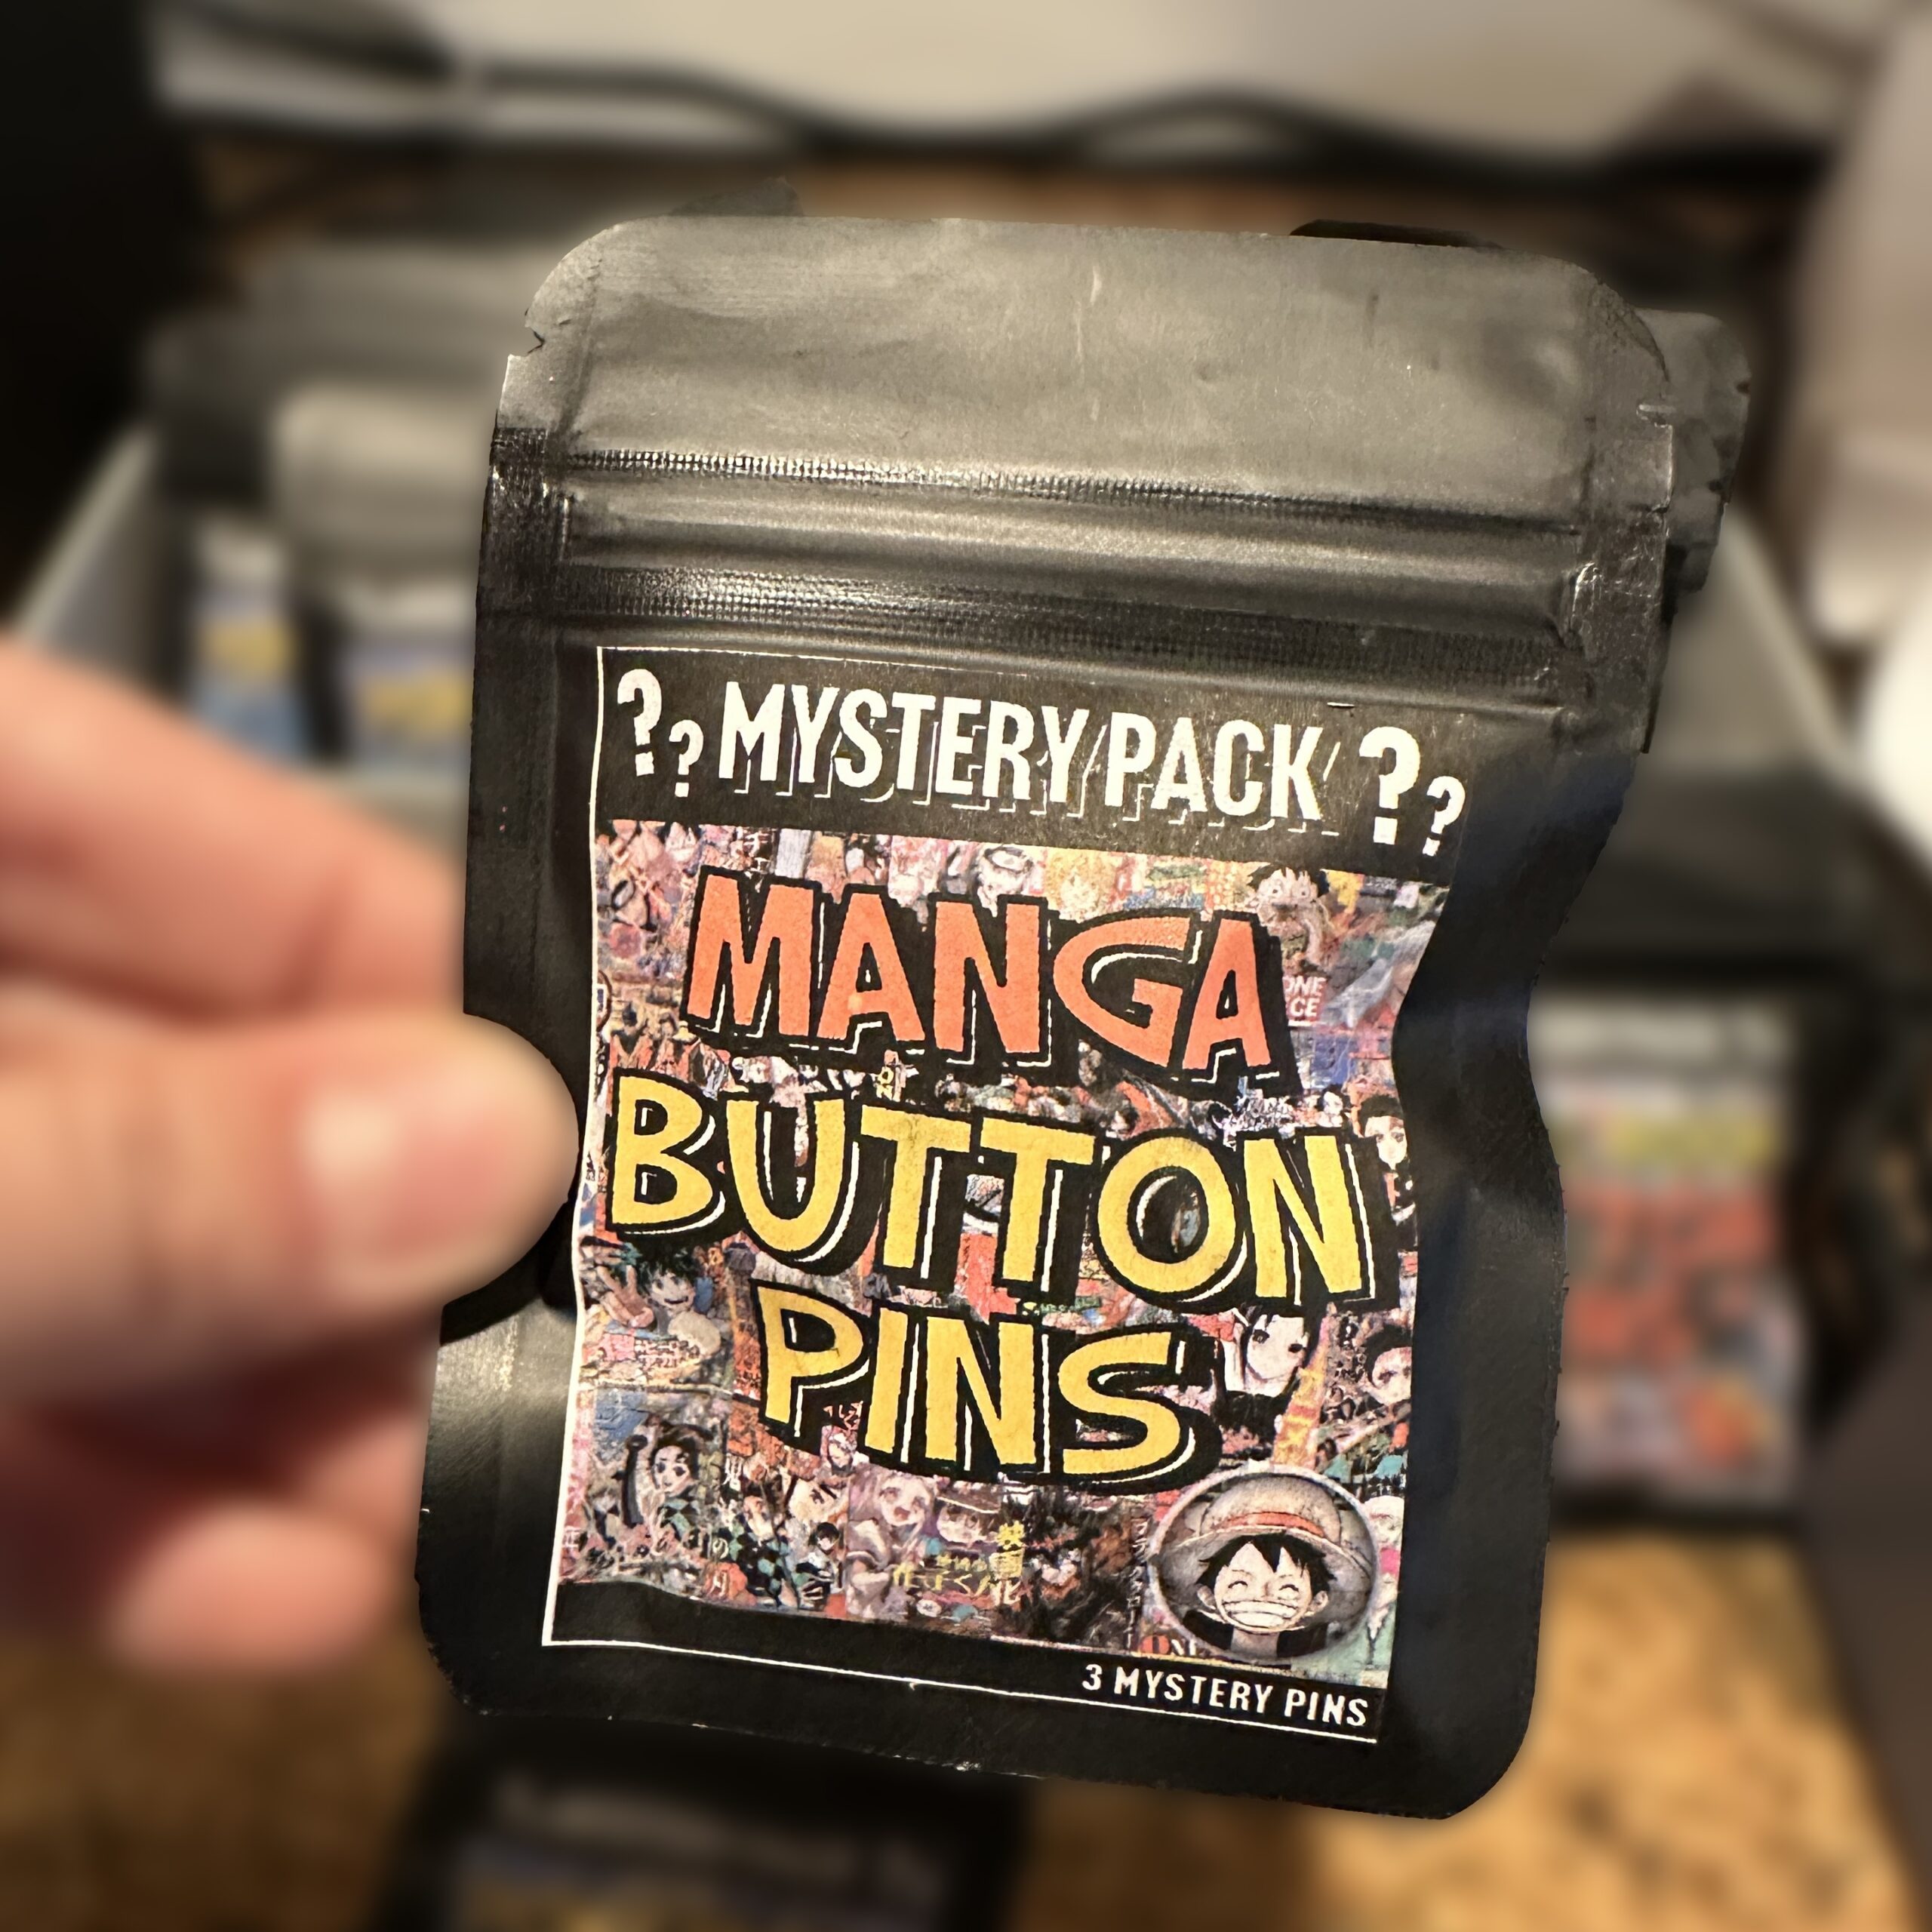 ?? MYSTERY PACK ??
MANGA
BUTTON
PINS
3 MYSTERY PINS